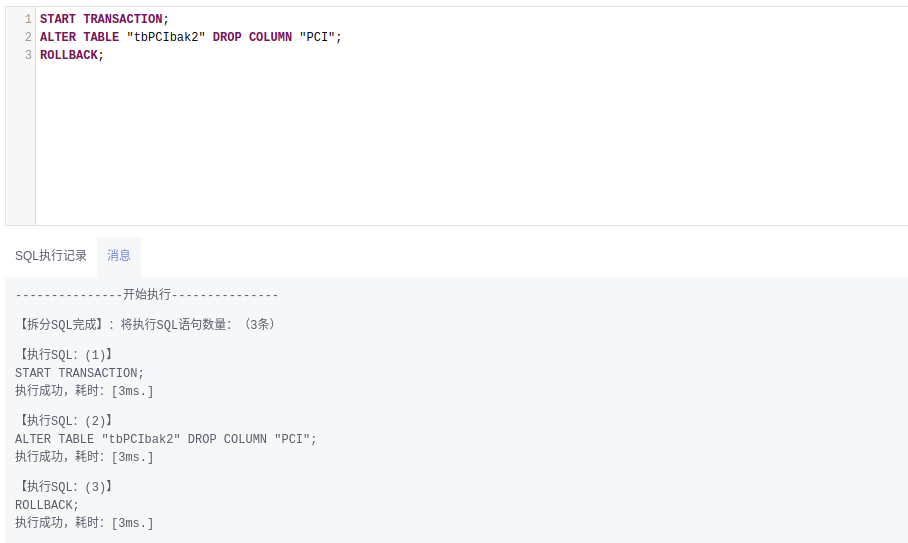 1 START TRANSACTION;
2 ALTER TABLE "tbPCIbak2" DROP COLUMN "PCI";
3 ROLLBACK;
SQL执行记录 消息
---------------开始执行---------------
【拆分SQL完成】：将执行SQL语句数量：（3条）
【执行SQL：(1)】
START TRANSACTION;
执行成功，耗时：[3ms.]
【执行SQL：(2)】
ALTER TABLE "tbPCIbak2" DROP COLUMN "PCI";
执行成功，耗时：[3ms.]
【执行SQL：(3)】
ROLLBACK;
执行成功，耗时：[3ms.]